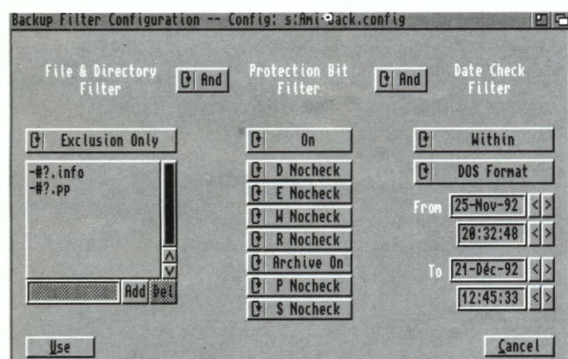 Backup Filter Configuration -- Config: s:Ami-Back.config
File & Directory Filter
And
Protection Bit Filter
And
Date Check Filter
Exclusion Only
On
Within
-#?.info
-#?.pp
D Nocheck
E Nocheck
W Nocheck
R Nocheck
Archive On
P Nocheck
S Nocheck
DOS Format
From 25-Nov-92 < >
20:32:48 < >
To 21-Déc-92 < >
12:45:33 < >
Add Del
Use
Cancel